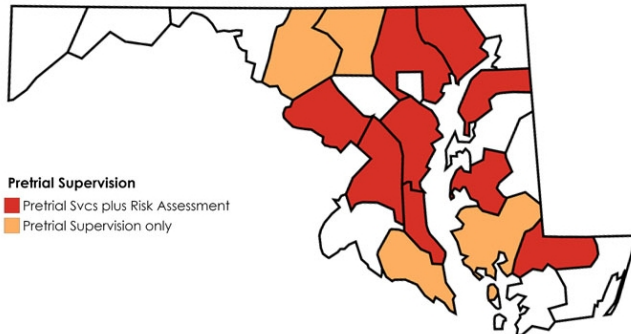 Pretrial Supervision
Pretrial Svcs plus Risk Assessment
Pretrial Supervision only